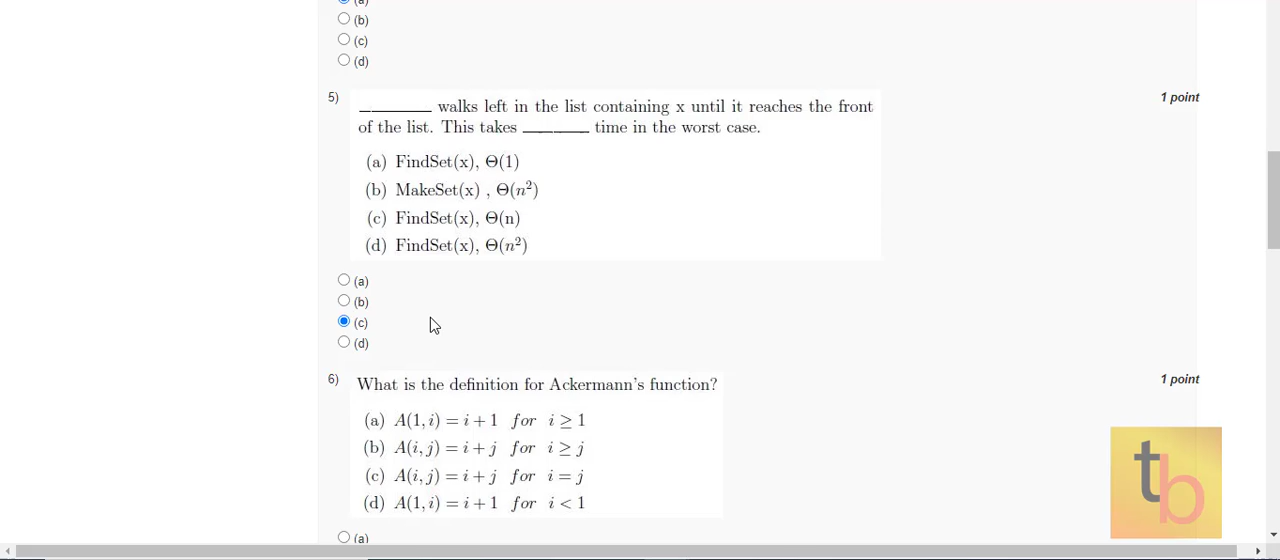 (a)
(b)
(c)
(d)
5)
1 point
_______ walks left in the list containing x until it reaches the front
of the list. This takes ______ time in the worst case.
(a) FindSet(x), Θ(1)
(b) MakeSet(x) , Θ(n²)
(c) FindSet(x), Θ(n)
(d) FindSet(x), Θ(n²)
(a)
(b)
(c)
(d)
6) What is the definition for Ackermann's function?
1 point
(a) A(1, i) = i + 1 for i ≥ 1
(b) A(i, j) = i + j for i ≥ j
(c) A(i, j) = i + j for i = j
(d) A(1, i) = i + 1 for i < 1
(a)
tb